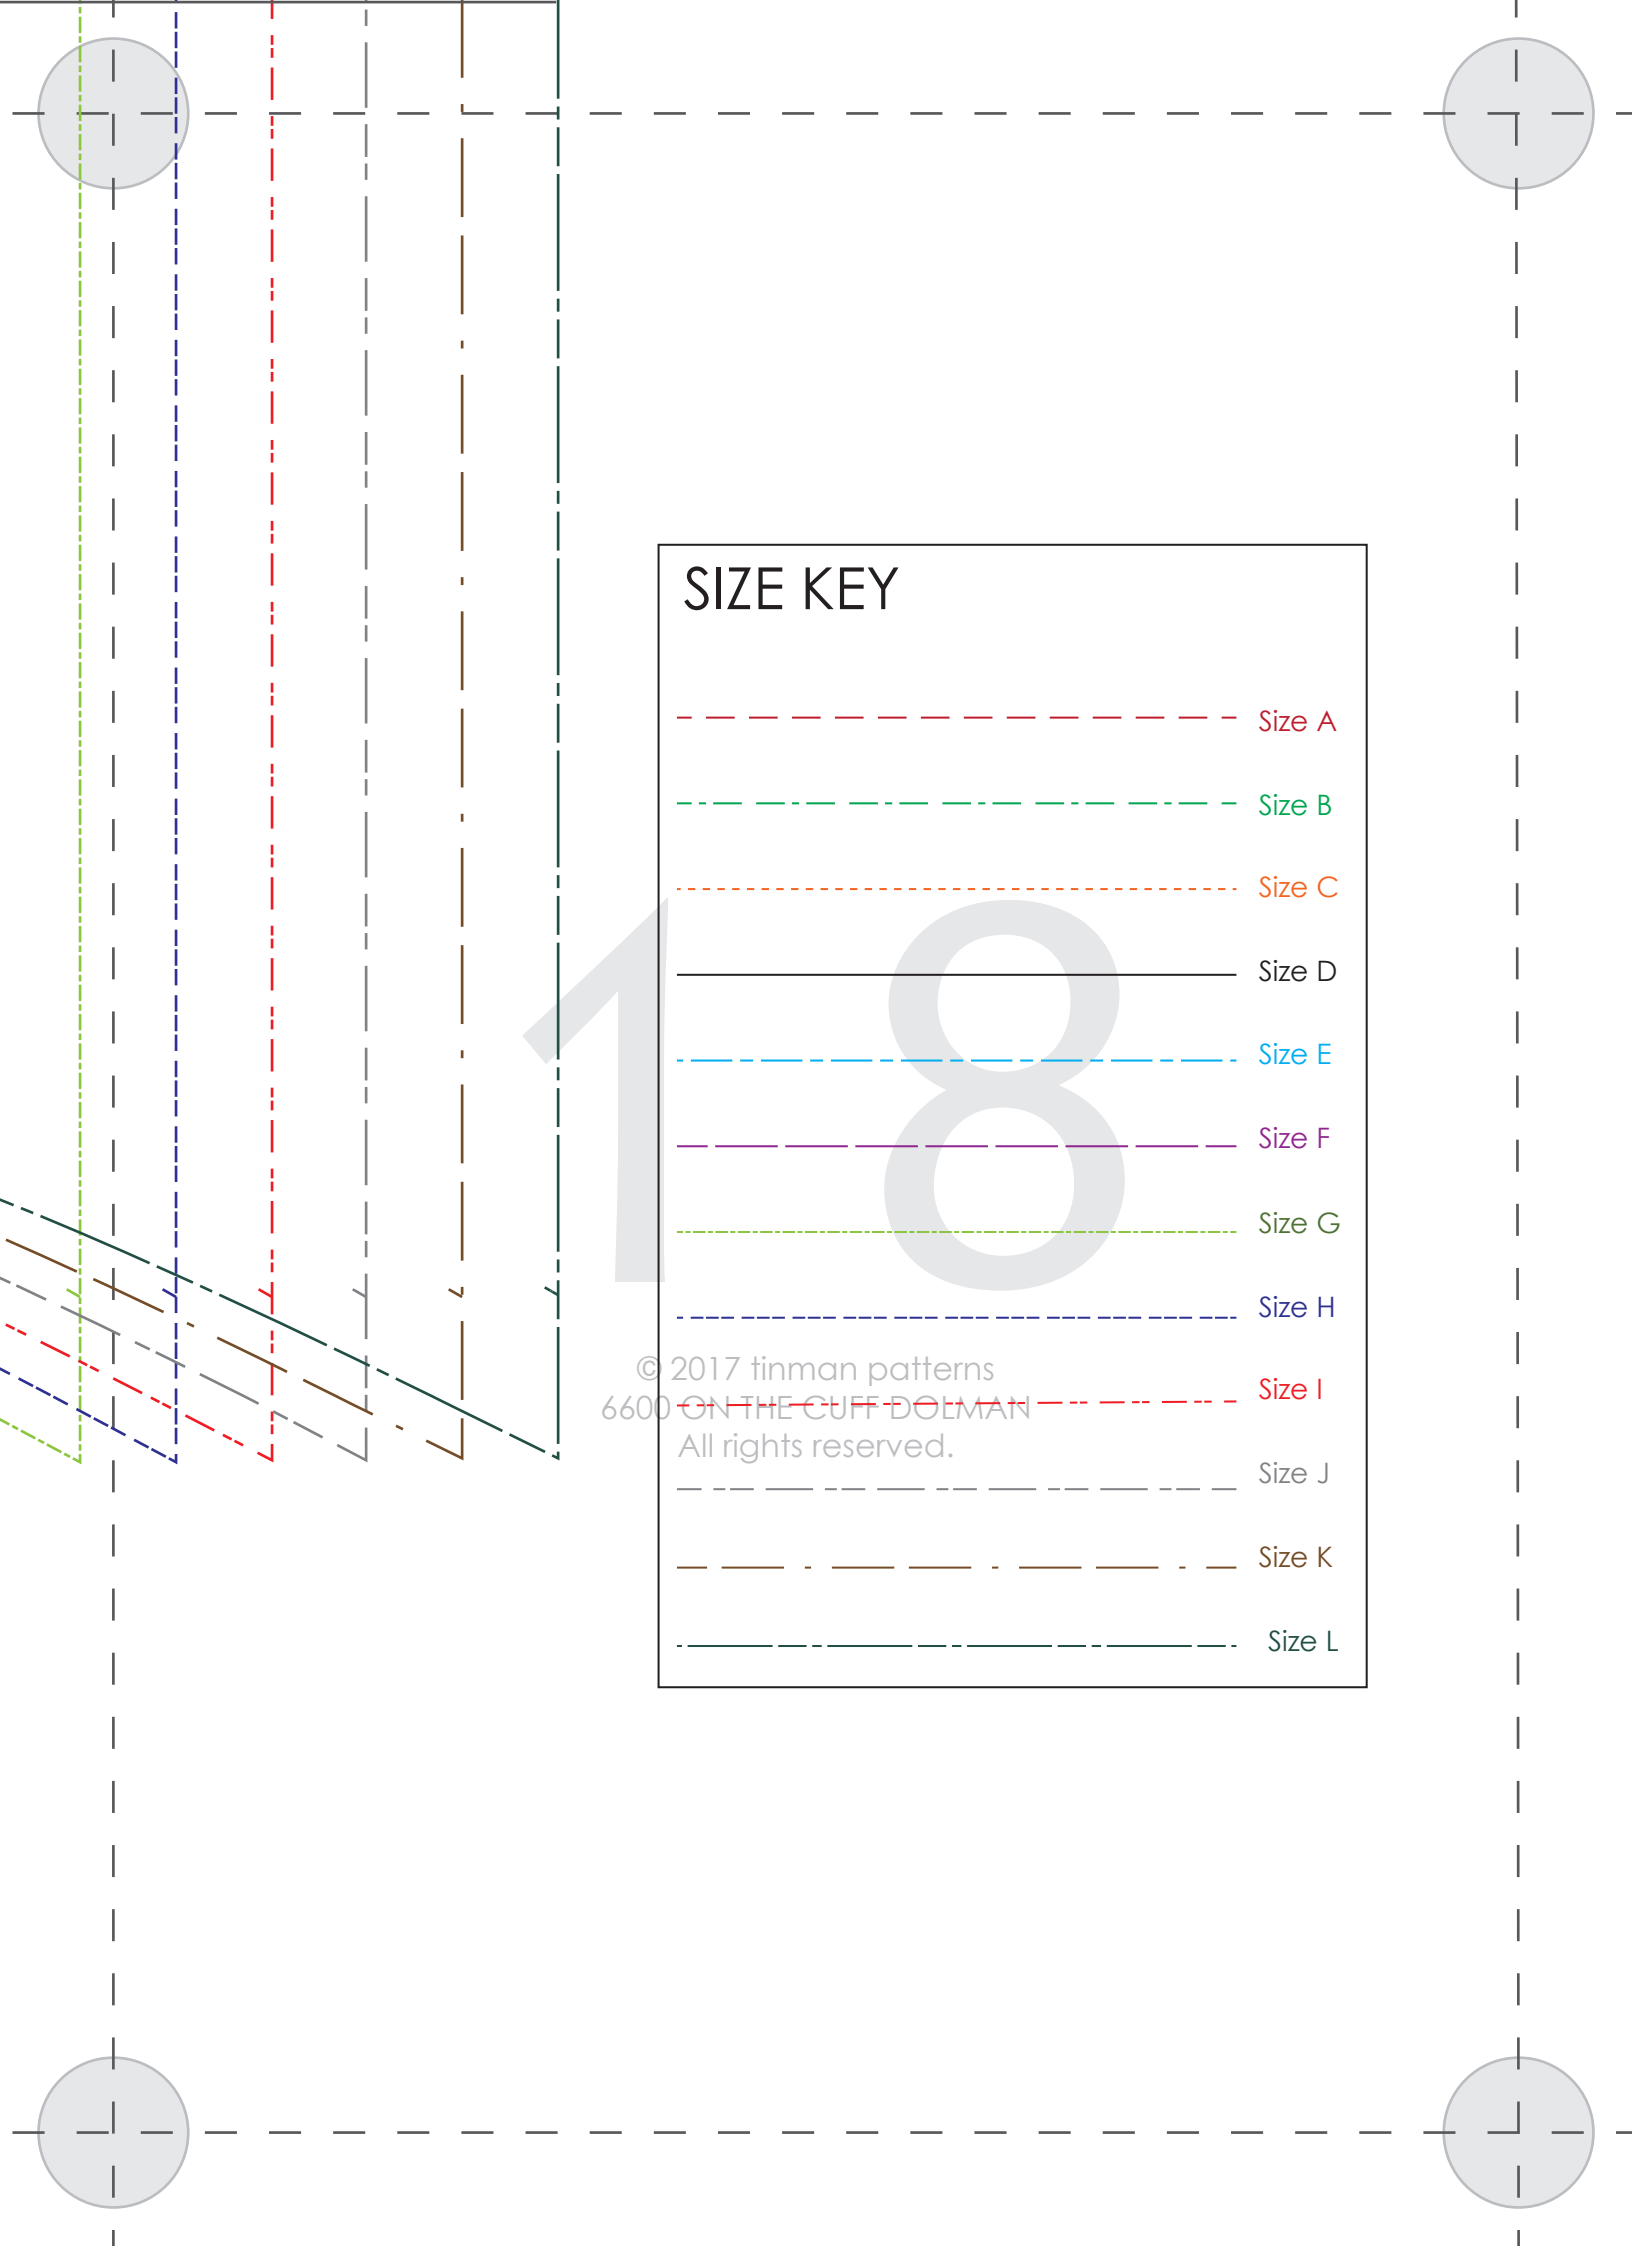 SIZE KEY
Size A
Size B
Size C
Size D
Size E
Size F
Size G
Size H
Size I
Size J
Size K
Size L
18
© 2017 tinman patterns
6600 ON THE CUFF DOLMAN
All rights reserved.